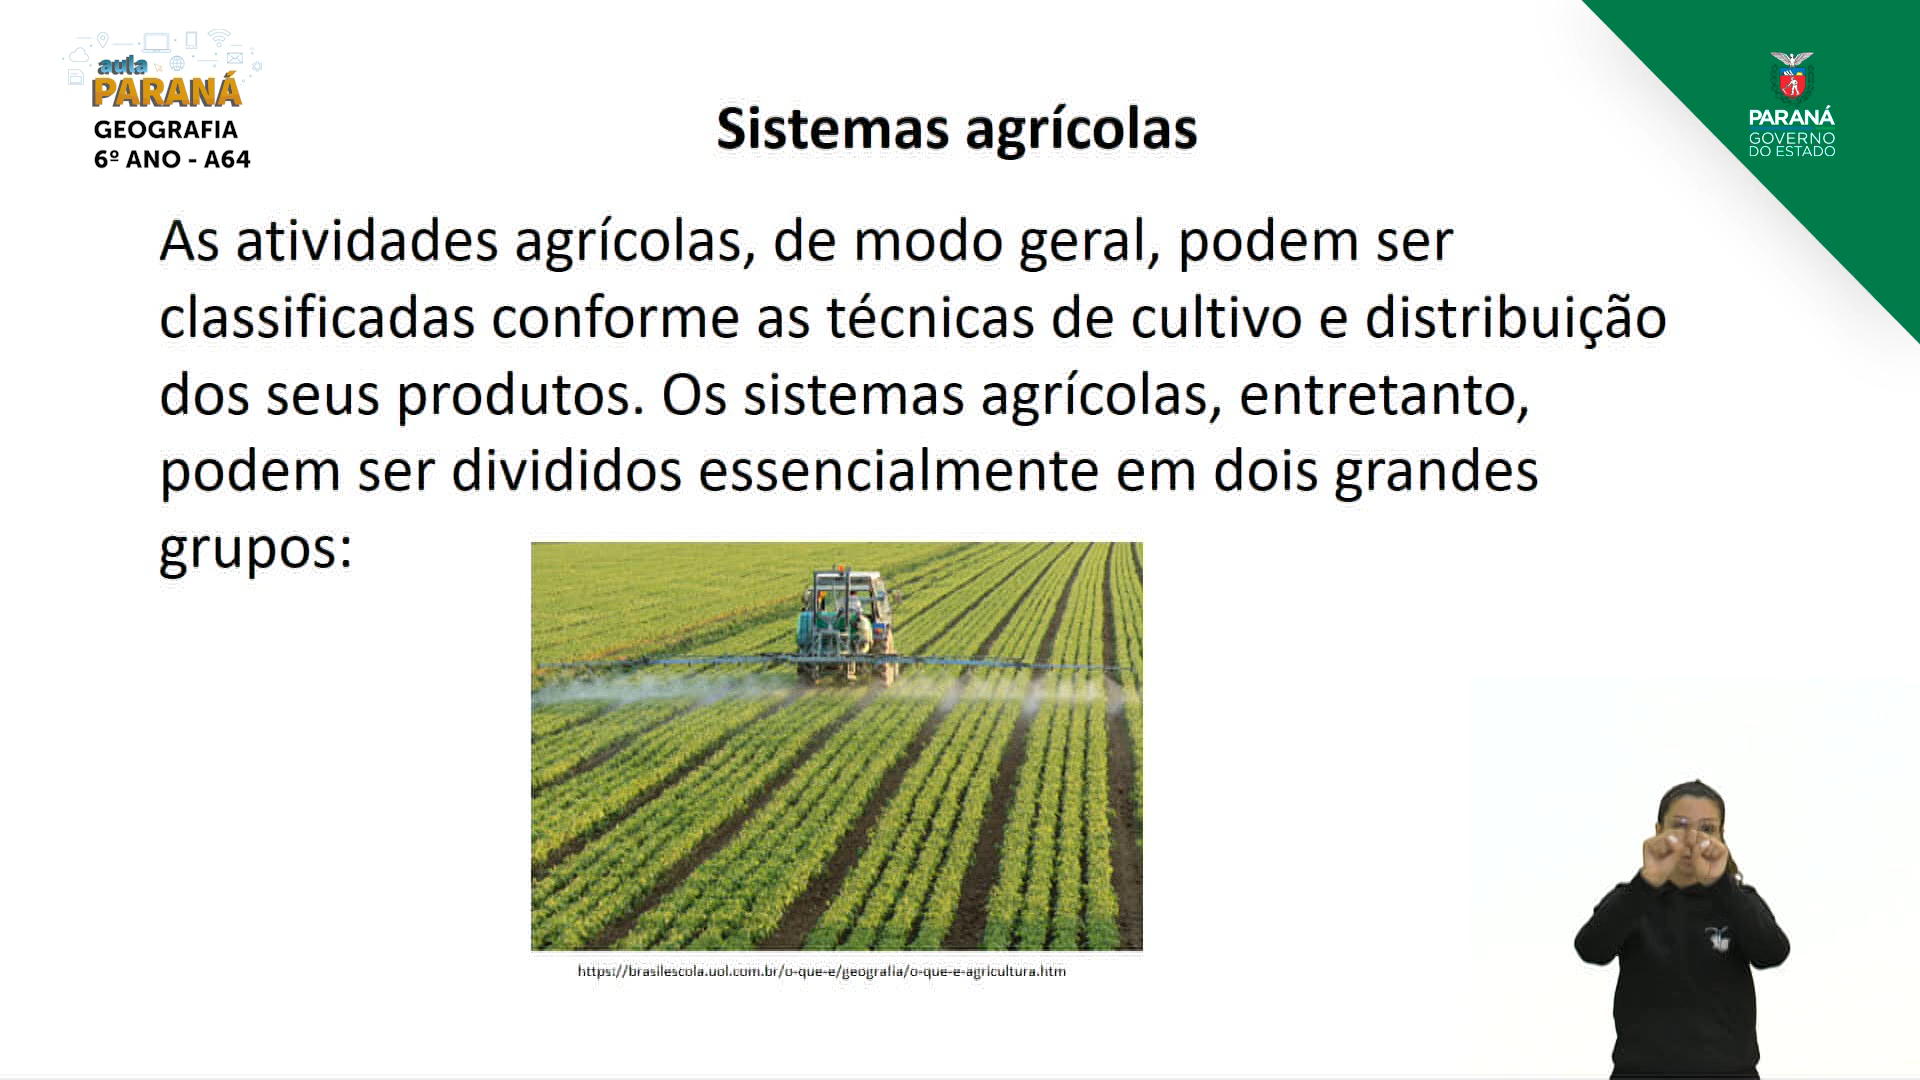 aula
PARANÁ
GEOGRAFIA
6º ANO - A64
PARANÁ
GOVERNO
DO ESTADO
Sistemas agrícolas
As atividades agrícolas, de modo geral, podem ser
classificadas conforme as técnicas de cultivo e distribuição
dos seus produtos. Os sistemas agrícolas, entretanto,
podem ser divididos essencialmente em dois grandes
grupos:
https://brasilescola.uol.com.br/o-que-e/geografia/o-que-e-agricultura.htm